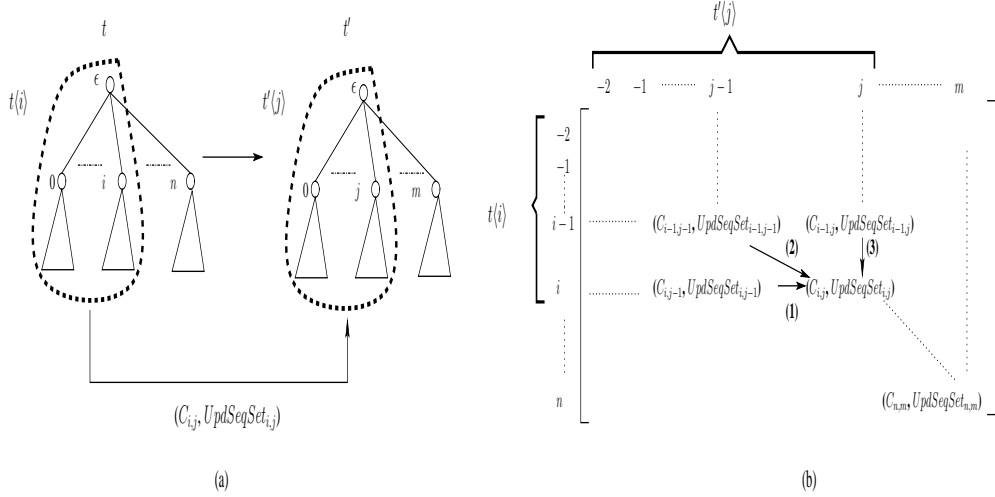 t t′
t⟨i⟩ ϵ t′⟨j⟩ ϵ
0 i n 0 j m
(C_{i,j}, UpdSeqSet_{i,j})
(a)
t′⟨j⟩
−2 −1 j−1 j m
−2
−1
t⟨i⟩
i−1 (C_{i-1,j-1}, UpdSeqSet_{i-1,j-1}) (C_{i-1,j}, UpdSeqSet_{i-1,j})
(2) (3)
i (C_{i,j-1}, UpdSeqSet_{i,j-1}) (C_{i,j}, UpdSeqSet_{i,j})
(1)
n (C_{n,m}, UpdSeqSet_{n,m})
(b)